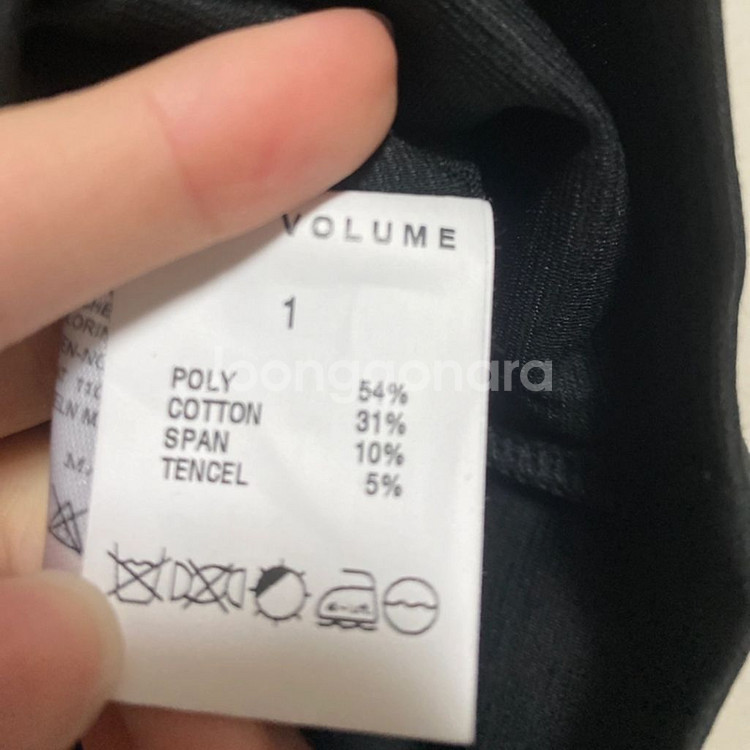 VOLUME
1
POLY 54%
COTTON 31%
SPAN 10%
TENCEL 5%
joonggonara